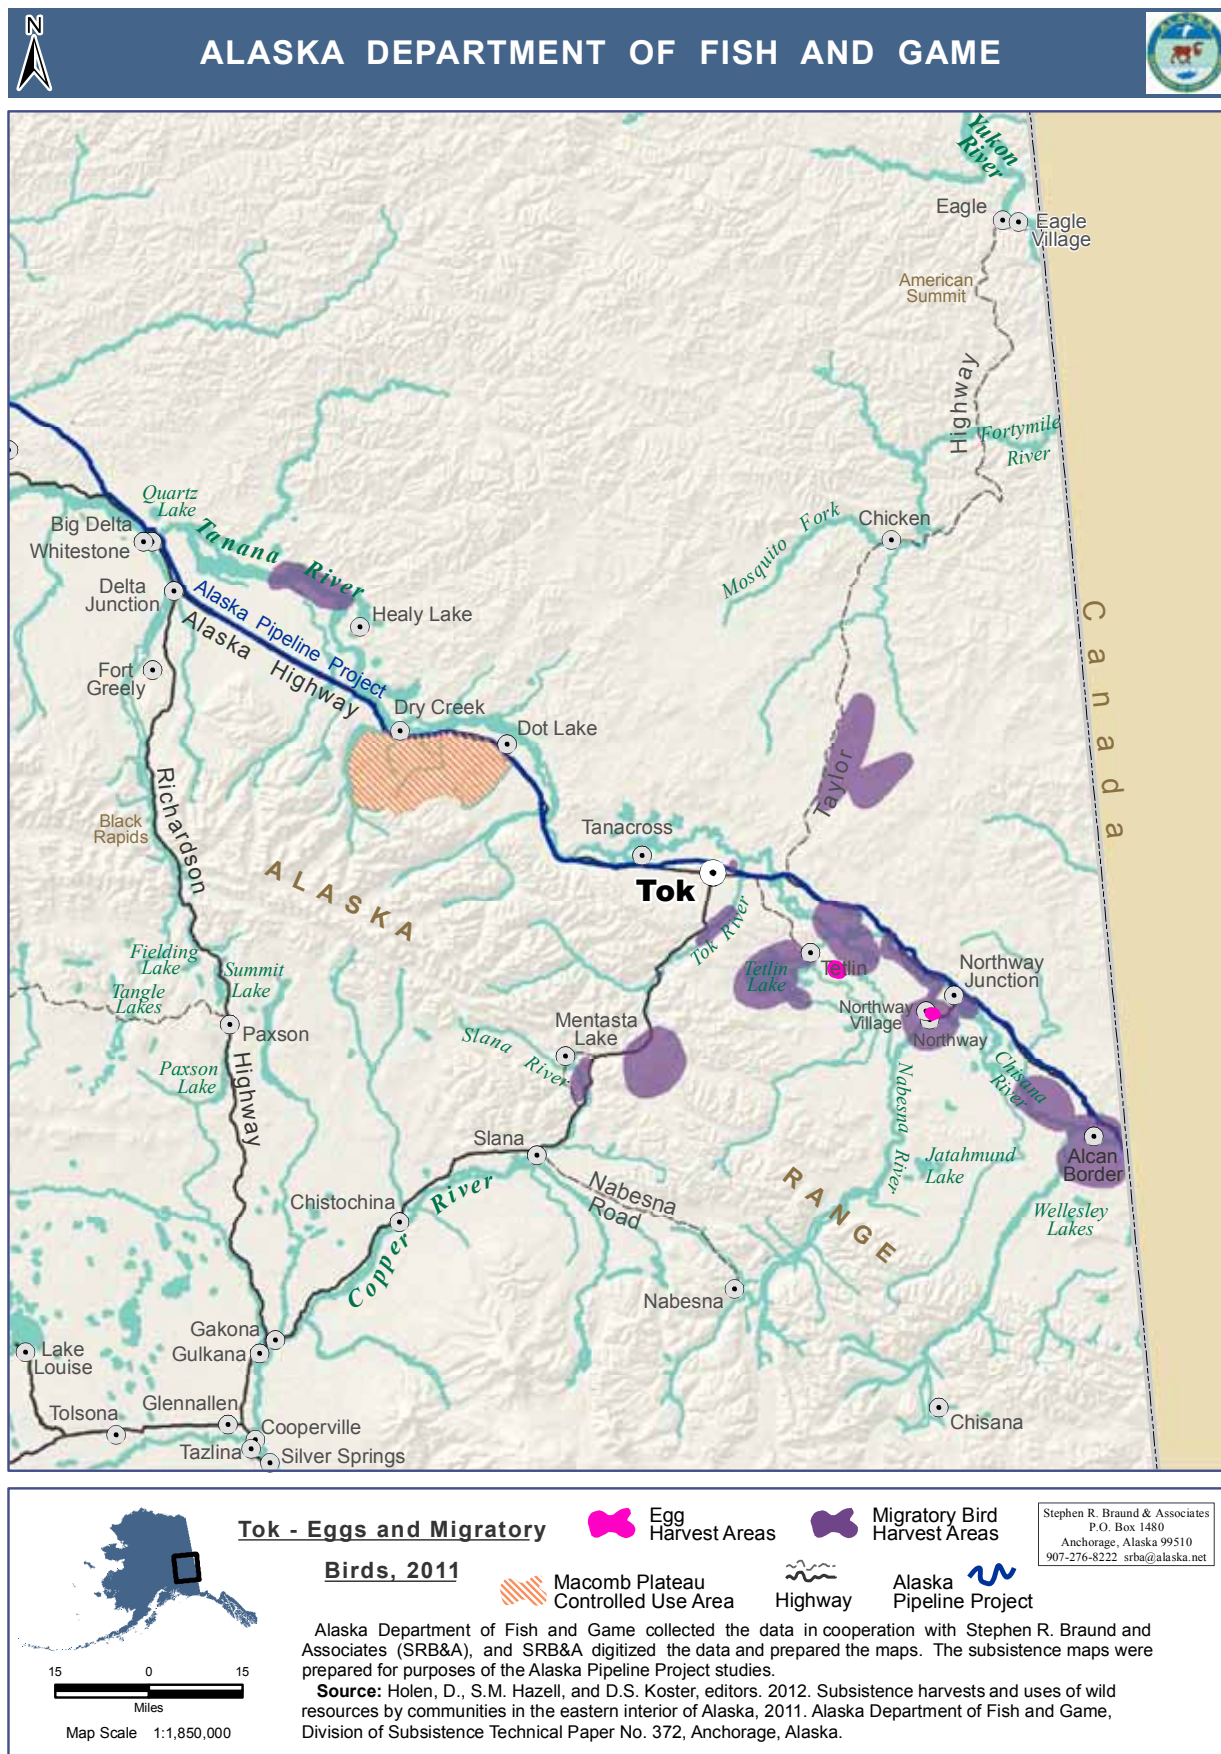 N
ALASKA DEPARTMENT OF FISH AND GAME
Yukon
River
Eagle
Eagle
Village
American
Summit
Highway
Fortymile
River
Quartz
Lake
Big Delta
Whitestone
Tanana River
Chicken
Mosquito Fork
Delta
Junction
Alaska Pipeline Project
Alaska Highway
Healy Lake
Canada
Fort
Greely
Dry Creek
Dot Lake
Taylor
Richardson
Black
Rapids
Tanacross
Tok
ALASKA
Tok River
Fielding
Lake
Summit
Lake
Tangle
Lakes
Tetlin
Lake
Tetlin
Northway
Junction
Northway
Village
Northway
Paxson
Mentasta
Lake
Slana River
Paxson
Lake
Highway
Chisana
River
Nabesna River
Slana
Jatahmund
Lake
Alcan
Border
RANGE
Nabesna
Road
Chistochina
Copper River
Wellesley
Lakes
Nabesna
Gakona
Gulkana
Lake
Louise
Glennallen
Tolsona
Cooperville
Tazlina
Silver Springs
Chisana
Tok - Eggs and Migratory
Birds, 2011
Egg
Harvest Areas
Migratory Bird
Harvest Areas
Stephen R. Braund & Associates
P.O. Box 1480
Anchorage, Alaska 99510
907-276-8222 srba@alaska.net
Macomb Plateau
Controlled Use Area
Highway
Alaska
Pipeline Project
Alaska Department of Fish and Game collected the data in cooperation with Stephen R. Braund and
Associates (SRB&A), and SRB&A digitized the data and prepared the maps. The subsistence maps were
prepared for purposes of the Alaska Pipeline Project studies.
Source: Holen, D., S.M. Hazell, and D.S. Koster, editors. 2012. Subsistence harvests and uses of wild
resources by communities in the eastern interior of Alaska, 2011. Alaska Department of Fish and Game,
Division of Subsistence Technical Paper No. 372, Anchorage, Alaska.
15 0 15
Miles
Map Scale 1:1,850,000